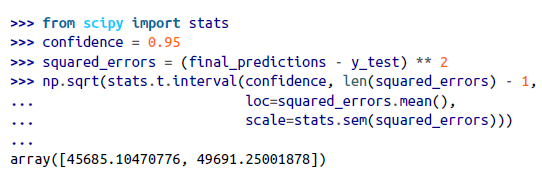 >>> from scipy import stats
>>> confidence = 0.95
>>> squared_errors = (final_predictions - y_test) ** 2
>>> np.sqrt(stats.t.interval(confidence, len(squared_errors) - 1,
...                          loc=squared_errors.mean(),
...                          scale=stats.sem(squared_errors)))
...
array([45685.10470776, 49691.25001878])